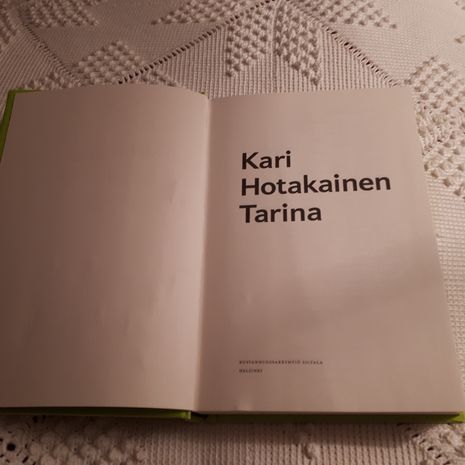 Kari
Hotakainen
Tarina
KUSTANNUSOSAKEYHTIÖ SILTALA
HELSINKI